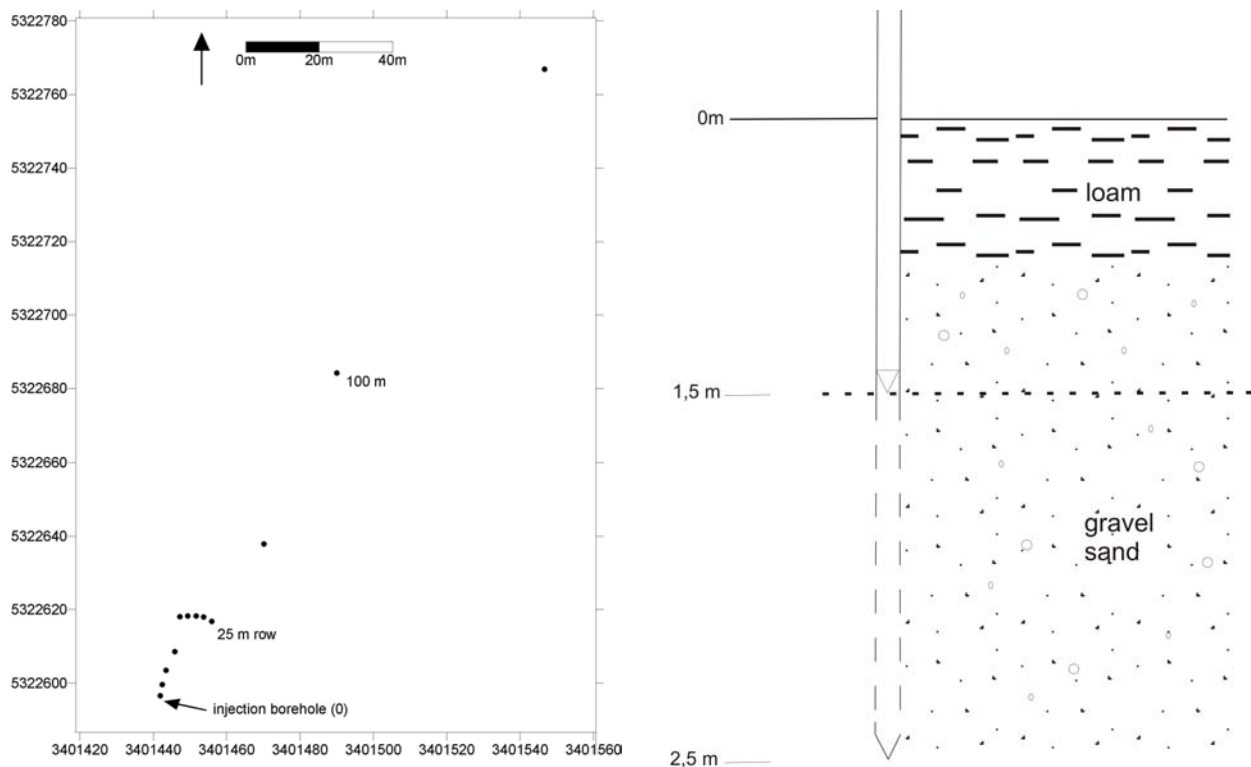 5322780
5322760
5322740
5322720
5322700
5322680
5322660
5322640
5322620
5322600
0m 20m 40m
100 m
25 m row
injection borehole (0)
3401420 3401440 3401460 3401480 3401500 3401520 3401540 3401560
0m
loam
1,5 m
gravel
sand
2,5 m